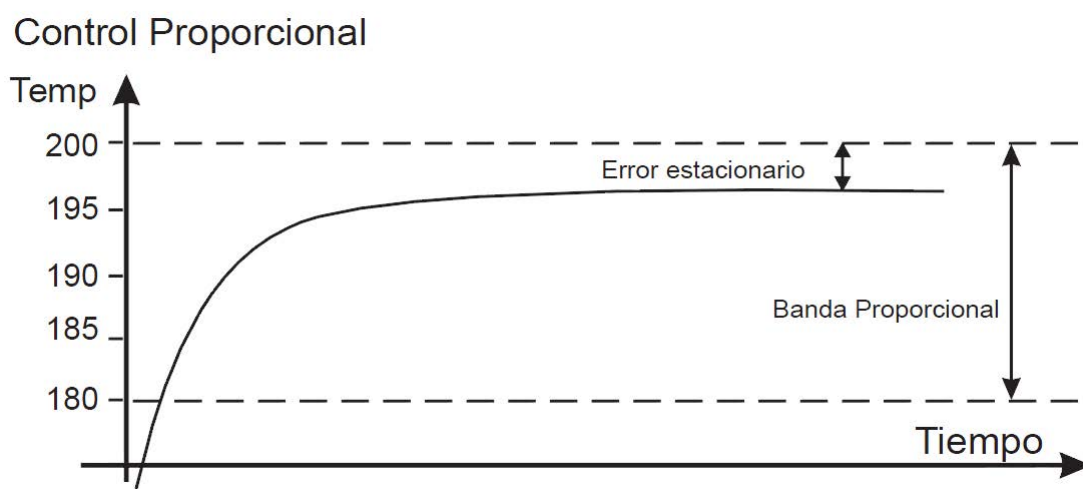 Control Proporcional
Temp
200
Error estacionario
195
190
Banda Proporcional
185
180
Tiempo